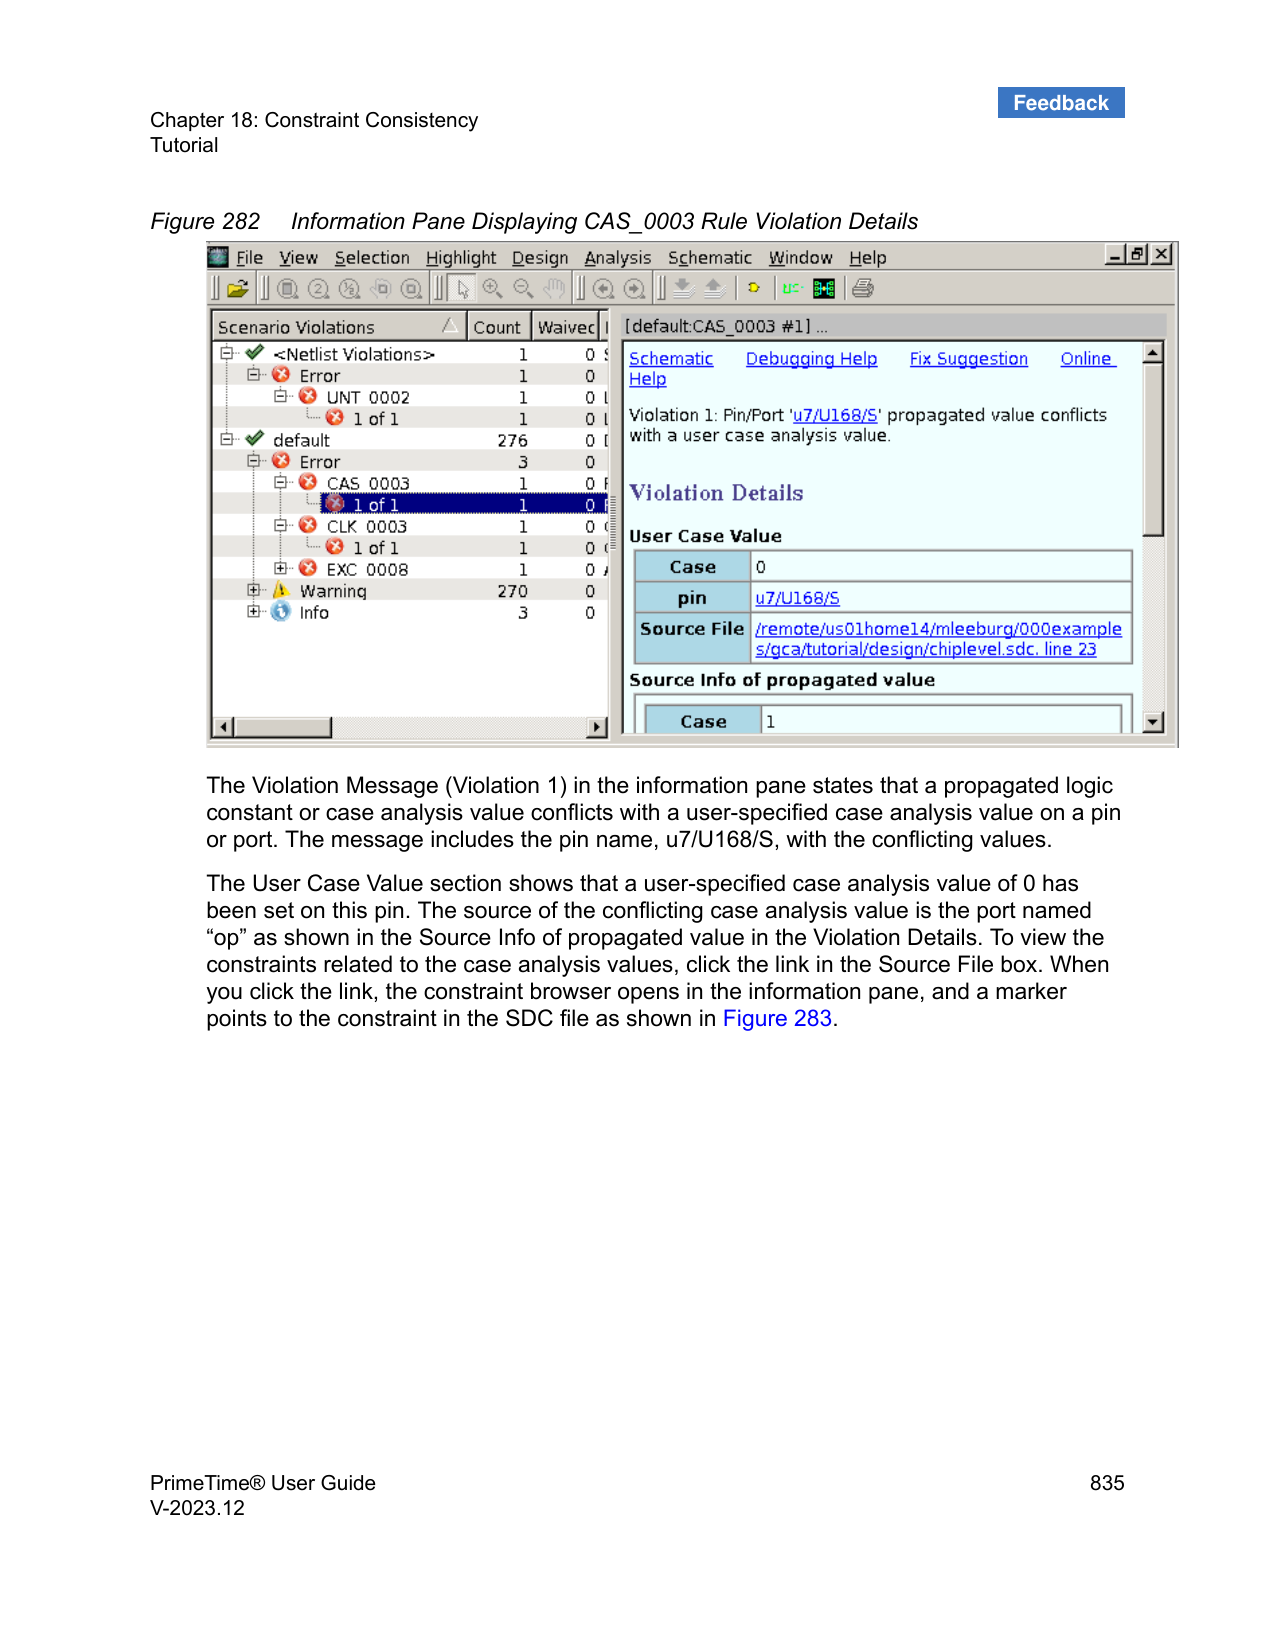 Feedback
Chapter 18: Constraint Consistency
Tutorial
Figure 282 Information Pane Displaying CAS_0003 Rule Violation Details
File View Selection Highlight Design Analysis Schematic Window Help
Scenario Violations Count Waived
<Netlist Violations> 1 0
Error 1 0
UNT_0002 1 0
1 of 1 1 0
default 276 0
Error 3 0
CAS_0003 1 0
1 of 1 1 0
CLK_0003 1 0
1 of 1 1 0
EXC_0008 1 0
Warning 270 0
Info 3 0
[default:CAS_0003 #1] ...
Schematic Debugging Help Fix Suggestion Online
Help
Violation 1: Pin/Port 'u7/U168/S' propagated value conflicts
with a user case analysis value.
Violation Details
User Case Value
Case 0
pin u7/U168/S
Source File /remote/us01home14/mleeburg/000example
s/gca/tutorial/design/chiplevel.sdc, line 23
Source Info of propagated value
Case 1
The Violation Message (Violation 1) in the information pane states that a propagated logic
constant or case analysis value conflicts with a user-specified case analysis value on a pin
or port. The message includes the pin name, u7/U168/S, with the conflicting values.
The User Case Value section shows that a user-specified case analysis value of 0 has
been set on this pin. The source of the conflicting case analysis value is the port named
“op” as shown in the Source Info of propagated value in the Violation Details. To view the
constraints related to the case analysis values, click the link in the Source File box. When
you click the link, the constraint browser opens in the information pane, and a marker
points to the constraint in the SDC file as shown in Figure 283.
PrimeTime® User Guide 835
V-2023.12